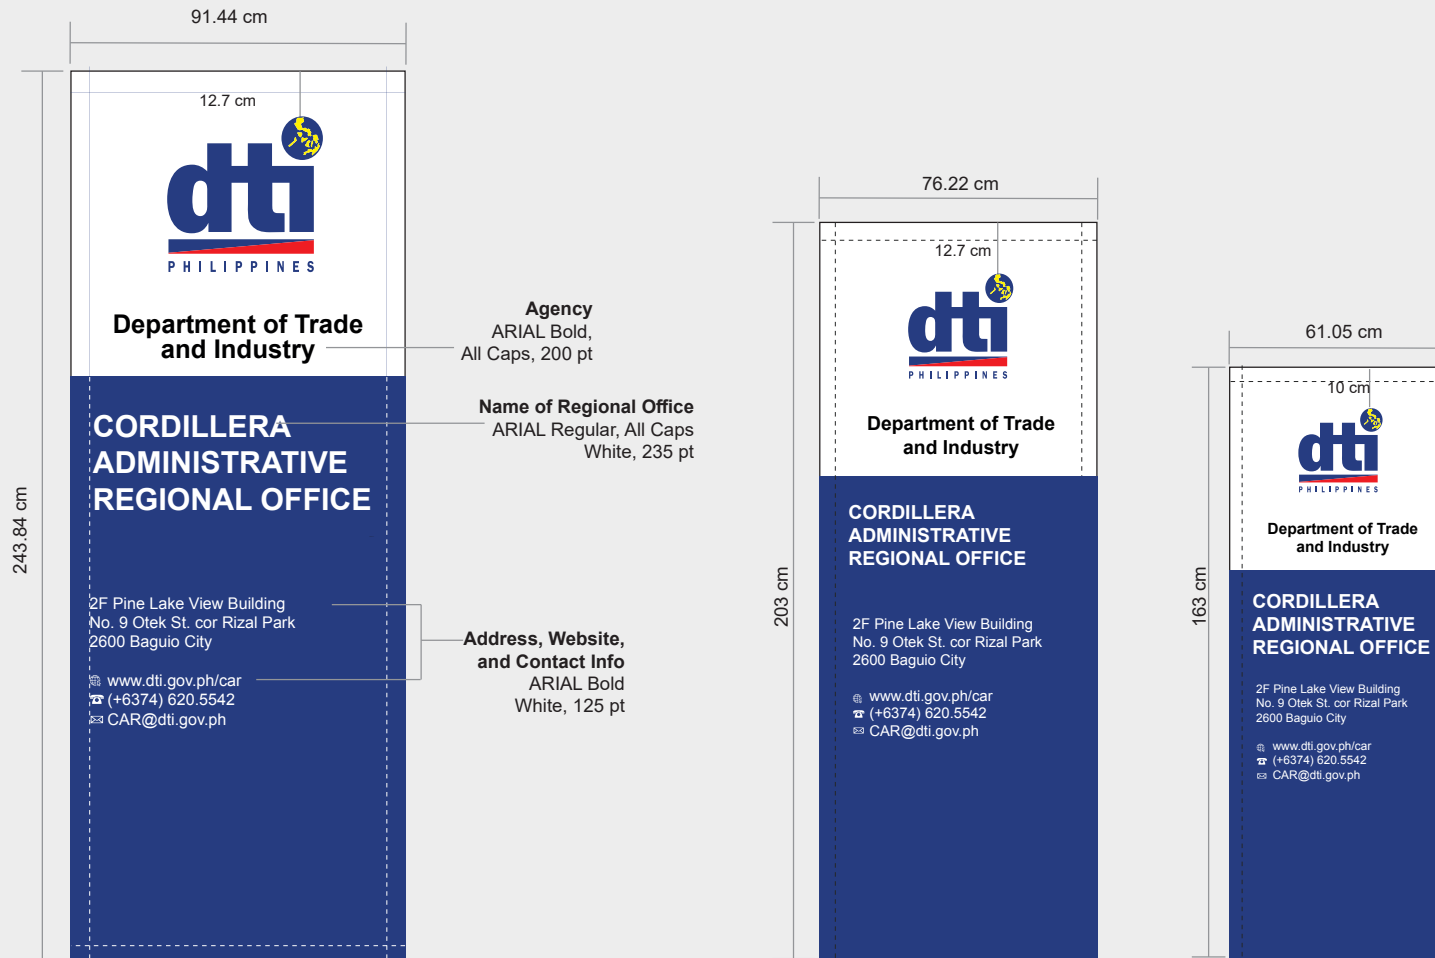 91.44 cm
243.84 cm
12.7 cm
dti
PHILIPPINES
Department of Trade
and Industry
CORDILLERA
ADMINISTRATIVE
REGIONAL OFFICE
2F Pine Lake View Building
No. 9 Otek St. cor Rizal Park
2600 Baguio City
www.dti.gov.ph/car
(+6374) 620.5542
CAR@dti.gov.ph
Agency
ARIAL Bold,
All Caps, 200 pt
Name of Regional Office
ARIAL Regular, All Caps
White, 235 pt
Address, Website,
and Contact Info
ARIAL Bold
White, 125 pt
76.22 cm
203 cm
12.7 cm
dti
PHILIPPINES
Department of Trade
and Industry
CORDILLERA
ADMINISTRATIVE
REGIONAL OFFICE
2F Pine Lake View Building
No. 9 Otek St. cor Rizal Park
2600 Baguio City
www.dti.gov.ph/car
(+6374) 620.5542
CAR@dti.gov.ph
61.05 cm
163 cm
10 cm
dti
PHILIPPINES
Department of Trade
and Industry
CORDILLERA
ADMINISTRATIVE
REGIONAL OFFICE
2F Pine Lake View Building
No. 9 Otek St. cor Rizal Park
2600 Baguio City
www.dti.gov.ph/car
(+6374) 620.5542
CAR@dti.gov.ph